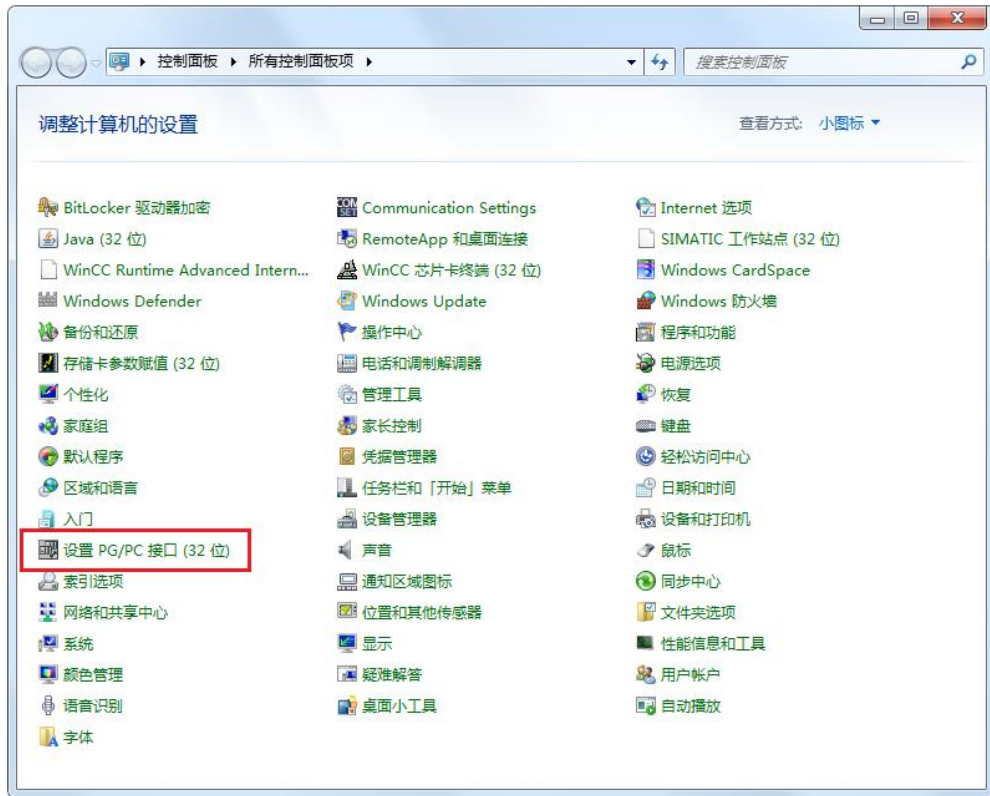 控制面板 所有控制面板项 搜索控制面板
调整计算机的设置 查看方式: 小图标
BitLocker 驱动器加密 Communication Settings Internet 选项
Java (32 位) RemoteApp 和桌面连接 SIMATIC 工作站点 (32 位)
WinCC Runtime Advanced Intern... WinCC 芯片卡终端 (32 位) Windows CardSpace
Windows Defender Windows Update Windows 防火墙
备份和还原 操作中心 程序和功能
存储卡参数赋值 (32 位) 电话和调制解调器 电源选项
个性化 管理工具 恢复
家庭组 家长控制 键盘
默认程序 凭据管理器 轻松访问中心
区域和语言 任务栏和「开始」菜单 日期和时间
入门 设备管理器 设备和打印机
设置 PG/PC 接口 (32 位) 声音 鼠标
索引选项 通知区域图标 同步中心
网络和共享中心 位置和其他传感器 文件夹选项
系统 显示 性能信息和工具
颜色管理 疑难解答 用户帐户
语音识别 桌面小工具 自动播放
字体